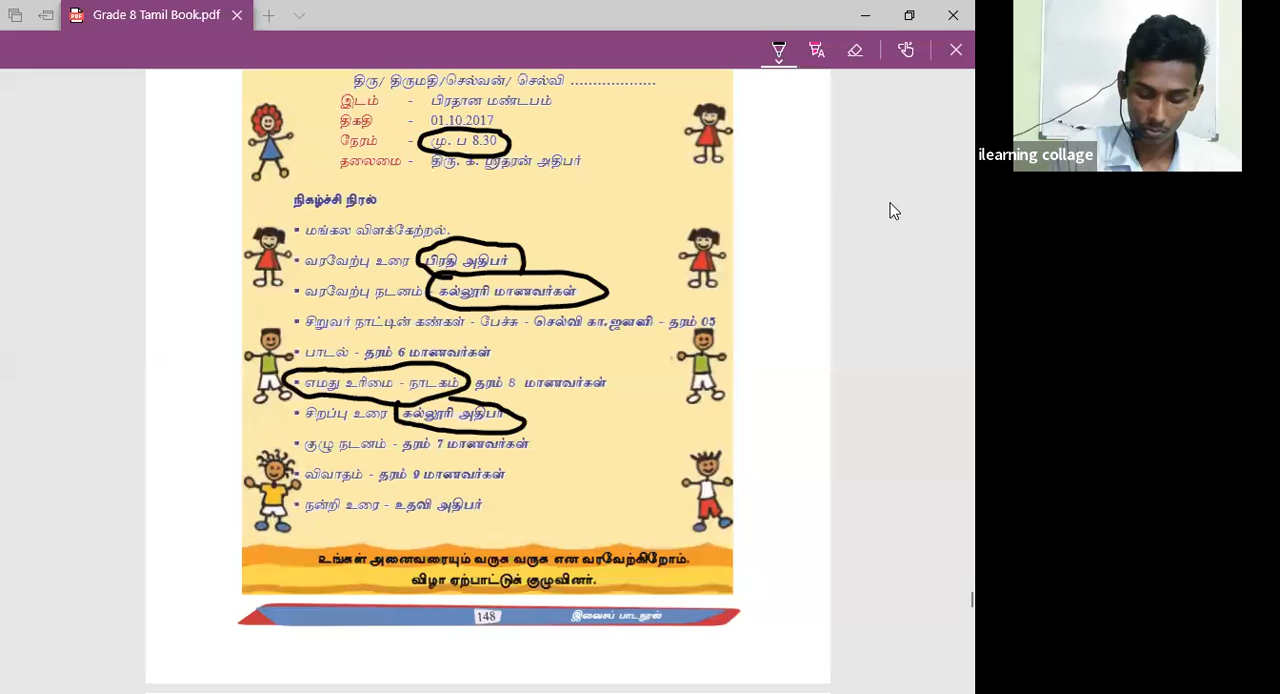 Grade 8 Tamil Book.pdf
திரு/ திருமதி/செல்வன்/ செல்வி ...................
இடம் - பிரதான மண்டபம்
திகதி - 01.10.2017
நேரம் - மு. ப 8.30
தலைமை - திரு. க. ஸ்ரீதரன் அதிபர்
நிகழ்ச்சி நிரல்
▪ மங்கல விளக்கேற்றல்.
▪ வரவேற்பு உரை - பிரதி அதிபர்
▪ வரவேற்பு நடனம் - கல்லூரி மாணவர்கள்
▪ சிறுவர் நாட்டின் கண்கள் - பேச்சு - செல்வி கா.ஜனனி - தரம் 05
▪ பாடல் - தரம் 6 மாணவர்கள்
▪ எமது உரிமை - நாடகம் - தரம் 8 மாணவர்கள்
▪ சிறப்பு உரை - கல்லூரி அதிபர்
▪ குழு நடனம் - தரம் 7 மாணவர்கள்
▪ விவாதம் - தரம் 9 மாணவர்கள்
▪ நன்றி உரை - உதவி அதிபர்
உங்கள் அனைவரையும் வருக வருக என வரவேற்கிறோம்.
விழா ஏற்பாட்டுக் குழுவினர்.
148 இலவசப் பாடநூல்
ilearning collage